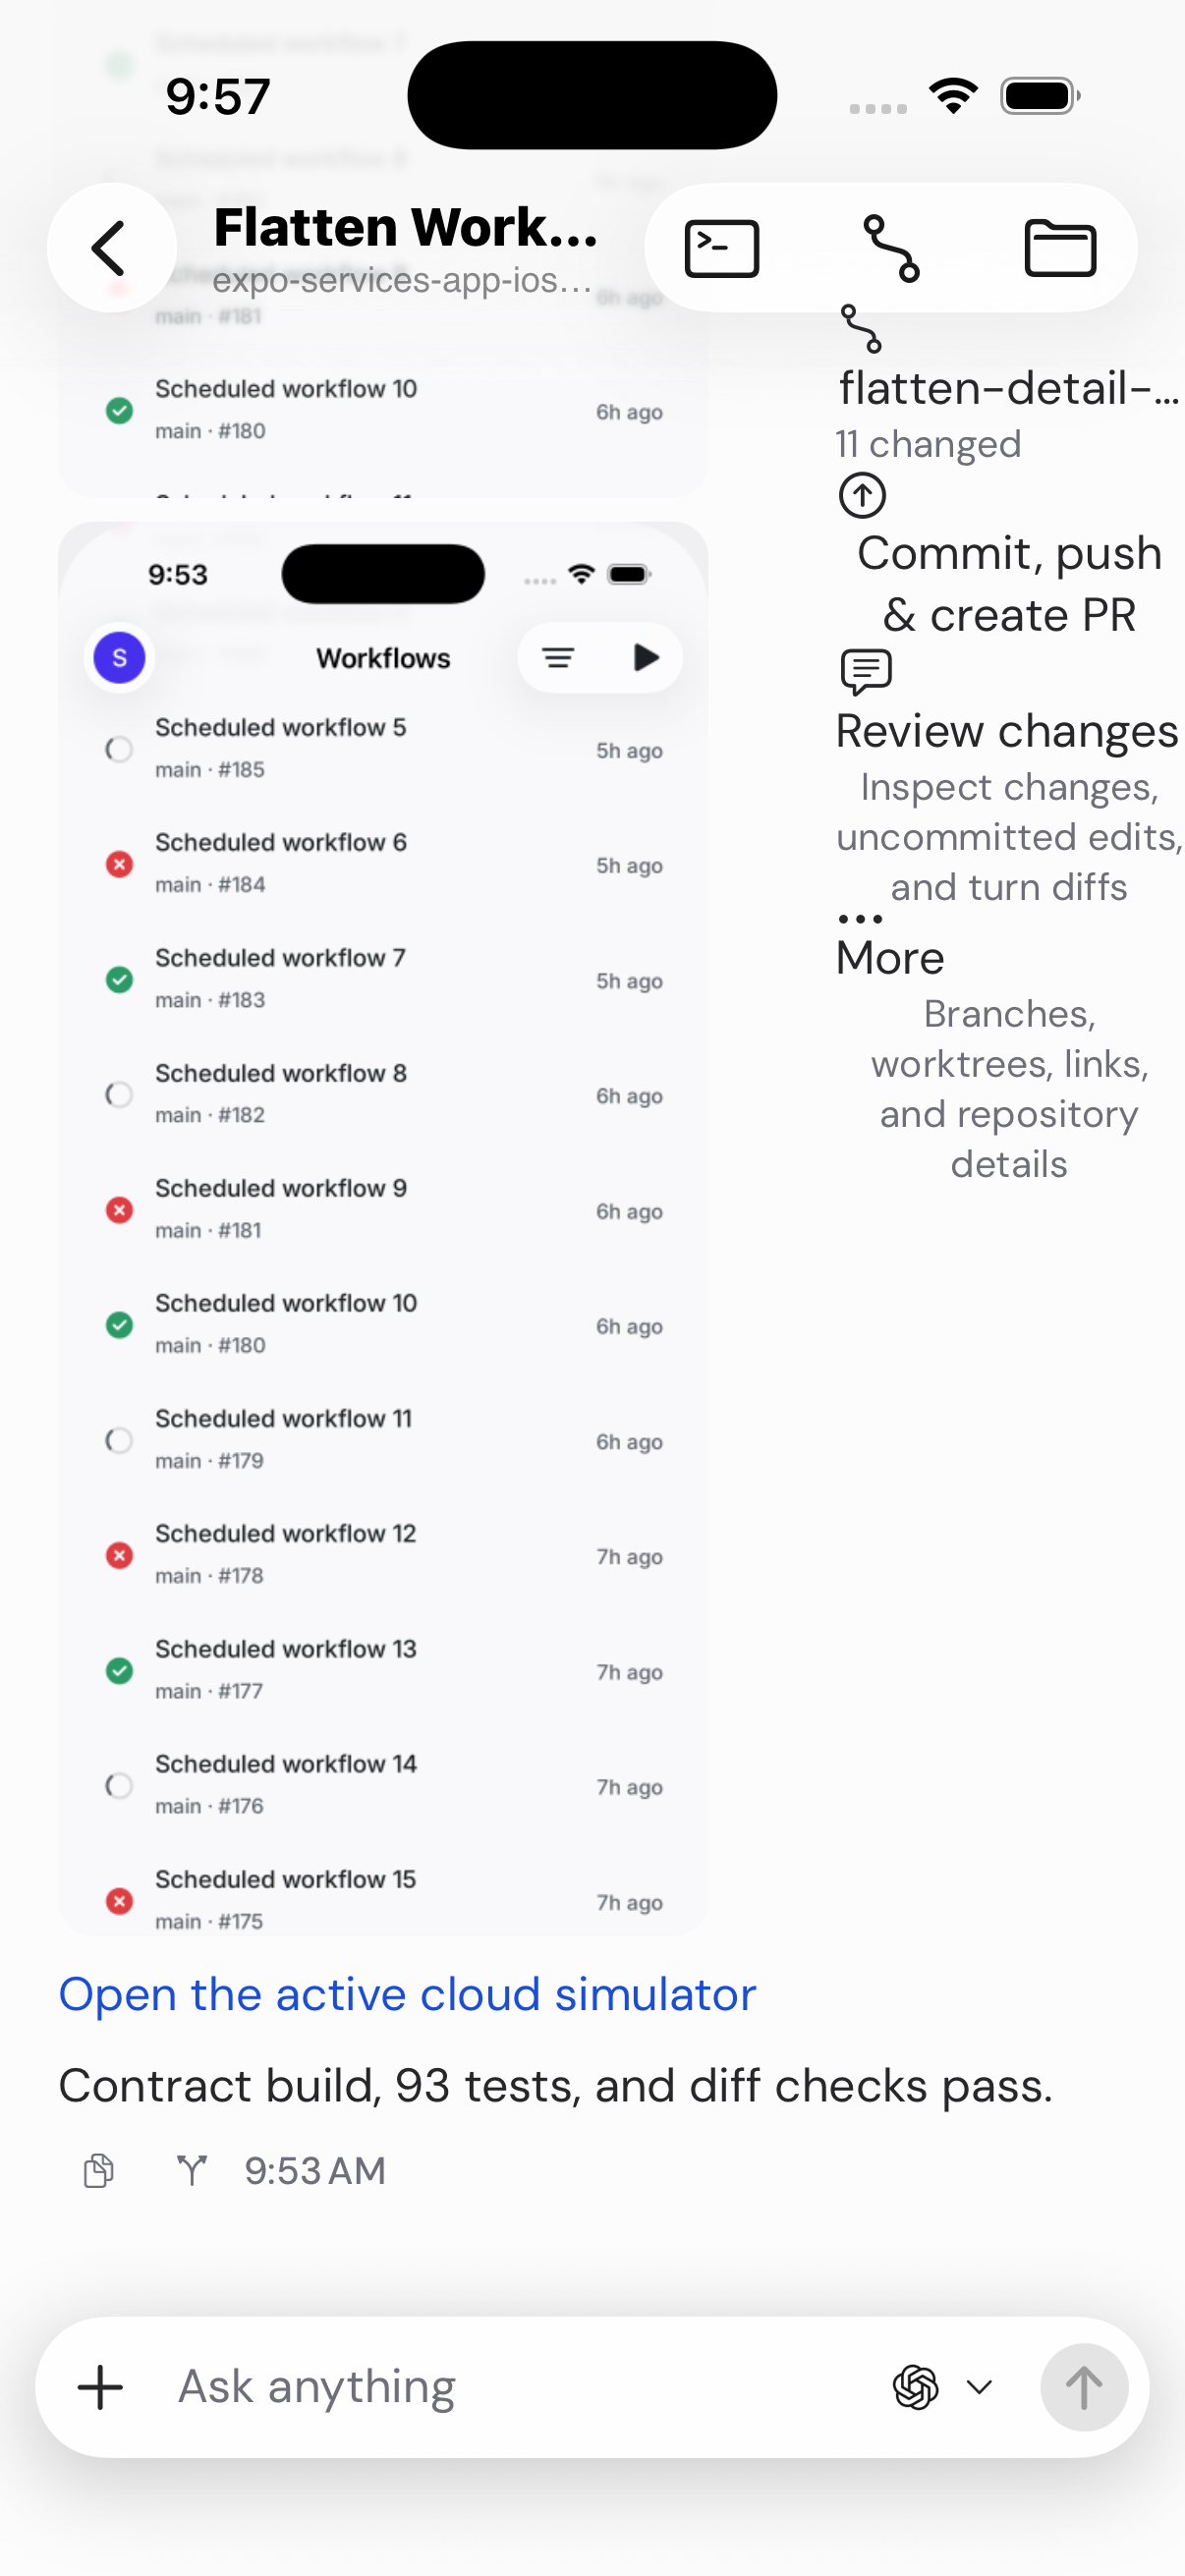 9:57
Flatten Work...
expo-services-app-ios...
main · #181
6h ago
Scheduled workflow 10
main · #180
6h ago
flatten-detail-...
11 changed
Commit, push
& create PR
Review changes
Inspect changes,
uncommitted edits,
and turn diffs
More
Branches,
worktrees, links,
and repository
details
9:53
S
Workflows
Scheduled workflow 5
main · #185
5h ago
Scheduled workflow 6
main · #184
5h ago
Scheduled workflow 7
main · #183
5h ago
Scheduled workflow 8
main · #182
6h ago
Scheduled workflow 9
main · #181
6h ago
Scheduled workflow 10
main · #180
6h ago
Scheduled workflow 11
main · #179
6h ago
Scheduled workflow 12
main · #178
7h ago
Scheduled workflow 13
main · #177
7h ago
Scheduled workflow 14
main · #176
7h ago
Scheduled workflow 15
main · #175
7h ago
Open the active cloud simulator
Contract build, 93 tests, and diff checks pass.
9:53 AM
Ask anything